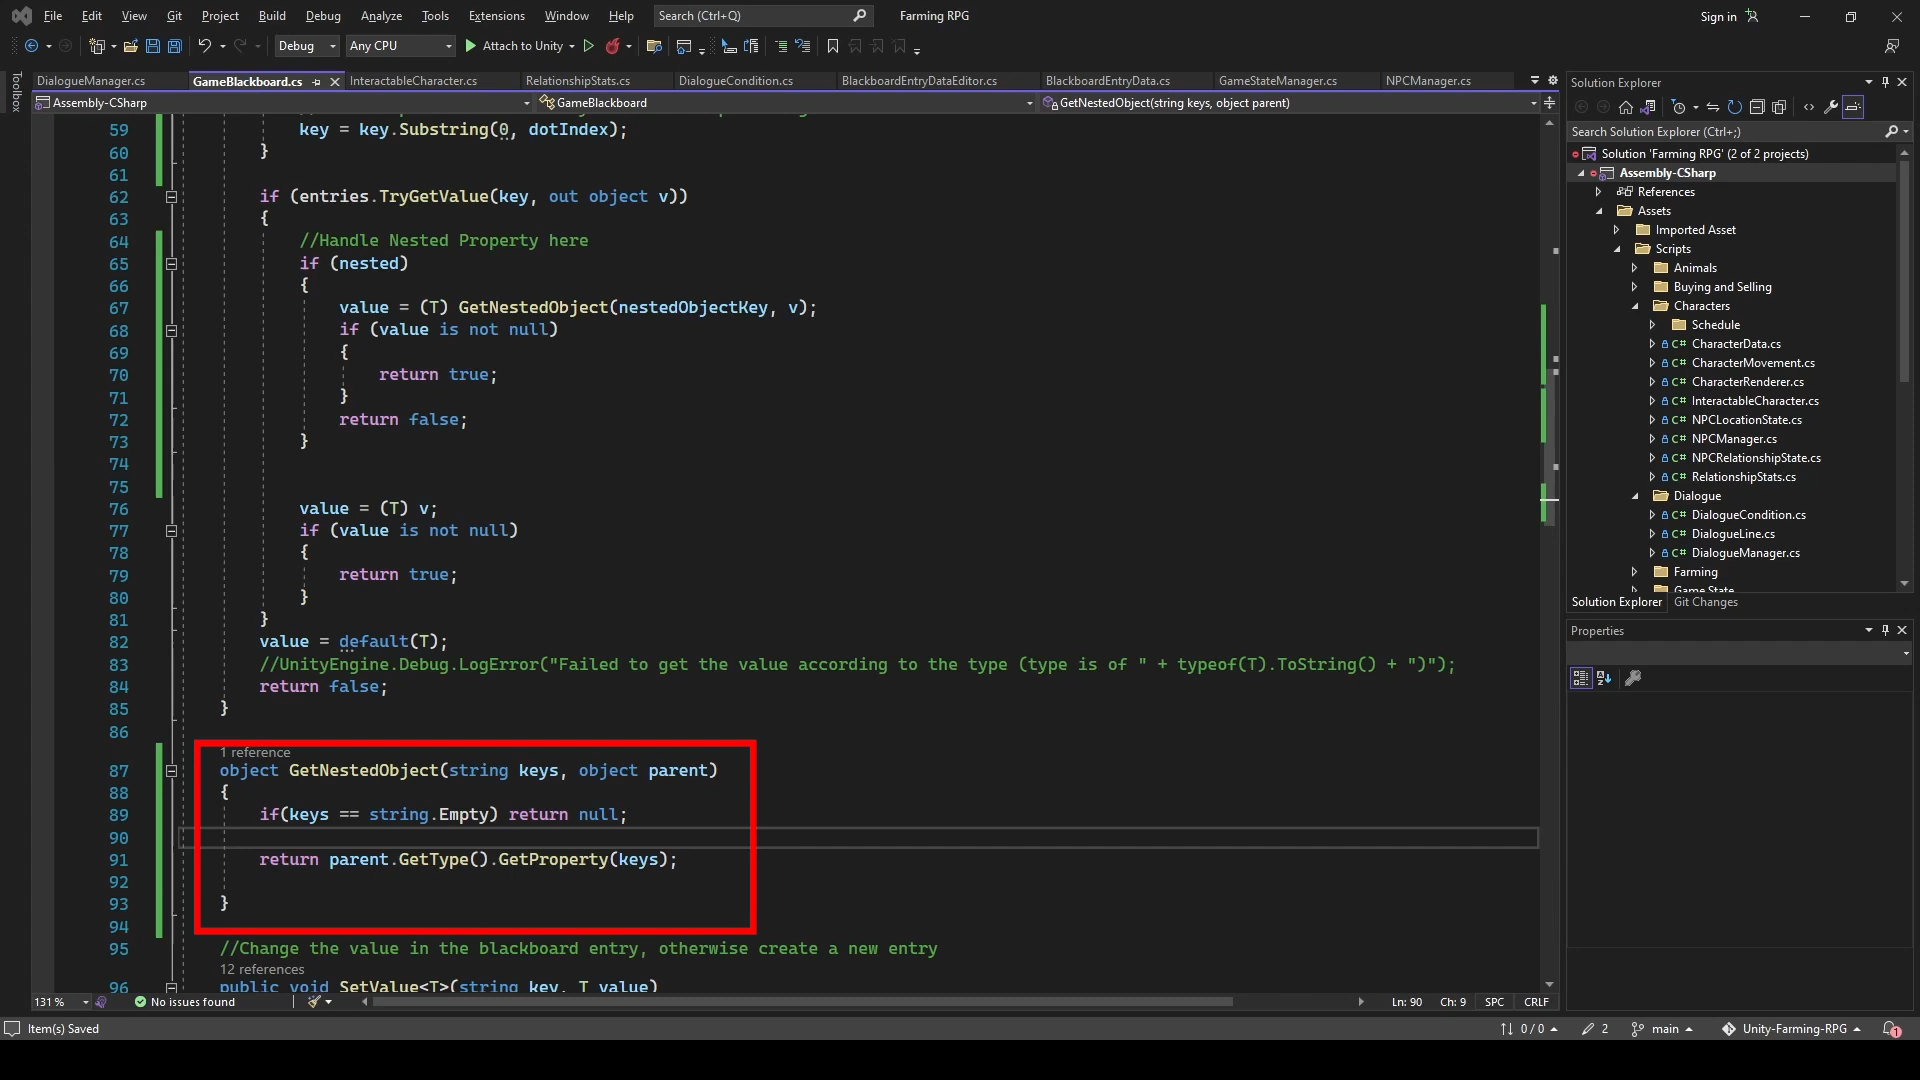 File Edit View Git Project Build Debug Analyze Tools Extensions Window Help Search (Ctrl+Q) Farming RPG Sign in
Debug Any CPU Attach to Unity
Toolbox
DialogueManager.cs GameBlackboard.cs InteractableCharacter.cs RelationshipStats.cs DialogueCondition.cs BlackboardEntryDataEditor.cs BlackboardEntryData.cs GameStateManager.cs NPCManager.cs
Assembly-CSharp GameBlackboard GetNestedObject(string keys, object parent)
59 key = key.Substring(0, dotIndex);
60 }
61
62 if (entries.TryGetValue(key, out object v))
63 {
64 //Handle Nested Property here
65 if (nested)
66 {
67 value = (T) GetNestedObject(nestedObjectKey, v);
68 if (value is not null)
69 {
70 return true;
71 }
72 return false;
73 }
74
75
76 value = (T) v;
77 if (value is not null)
78 {
79 return true;
80 }
81 }
82 value = default(T);
83 //UnityEngine.Debug.LogError("Failed to get the value according to the type (type is of " + typeof(T).ToString() + ")");
84 return false;
85 }
86
1 reference
87 object GetNestedObject(string keys, object parent)
88 {
89 if(keys == string.Empty) return null;
90
91 return parent.GetType().GetProperty(keys);
92
93 }
94
95 //Change the value in the blackboard entry, otherwise create a new entry
12 references
96 public void SetValue<T>(string key, T value)
131 % No issues found Ln: 90 Ch: 9 SPC CRLF
Item(s) Saved 0 / 0 2 main Unity-Farming-RPG 1
Solution Explorer
Search Solution Explorer (Ctrl+;)
Solution 'Farming RPG' (2 of 2 projects)
Assembly-CSharp
References
Assets
Imported Asset
Scripts
Animals
Buying and Selling
Characters
Schedule
C# CharacterData.cs
C# CharacterMovement.cs
C# CharacterRenderer.cs
C# InteractableCharacter.cs
C# NPCLocationState.cs
C# NPCManager.cs
C# NPCRelationshipState.cs
C# RelationshipStats.cs
Dialogue
C# DialogueCondition.cs
C# DialogueLine.cs
C# DialogueManager.cs
Farming
Game State
Solution Explorer Git Changes
Properties